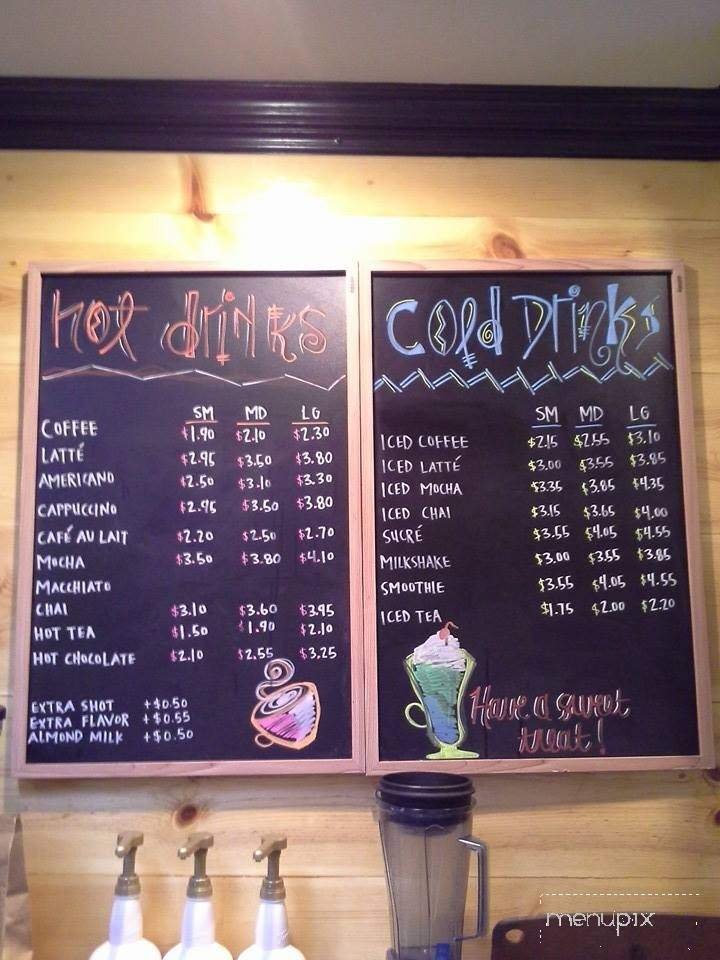 hot drinks
SM MD LG
COFFEE $1.90 $2.10 $2.30
LATTÉ $2.95 $3.50 $3.80
AMERICANO $2.50 $3.10 $3.30
CAPPUCCINO $2.95 $3.50 $3.80
CAFÉ AU LAIT $2.20 $2.50 $2.70
MOCHA $3.50 $3.80 $4.10
MACCHIATO
CHAI $3.10 $3.60 $3.95
HOT TEA $1.50 $1.90 $2.10
HOT CHOCOLATE $2.10 $2.55 $3.25
EXTRA SHOT +$0.50
EXTRA FLAVOR +$0.55
ALMOND MILK +$0.50
Cold Drinks
SM MD LG
ICED COFFEE $2.15 $2.55 $3.10
ICED LATTÉ $3.00 $3.55 $3.85
ICED MOCHA $3.35 $3.85 $4.35
ICED CHAI $3.15 $3.65 $4.00
SUCRÉ $3.55 $4.05 $4.55
MILKSHAKE $3.00 $3.55 $3.85
SMOOTHIE $3.55 $4.05 $4.55
ICED TEA $1.75 $2.00 $2.20
Have a sweet
treat!
menupix